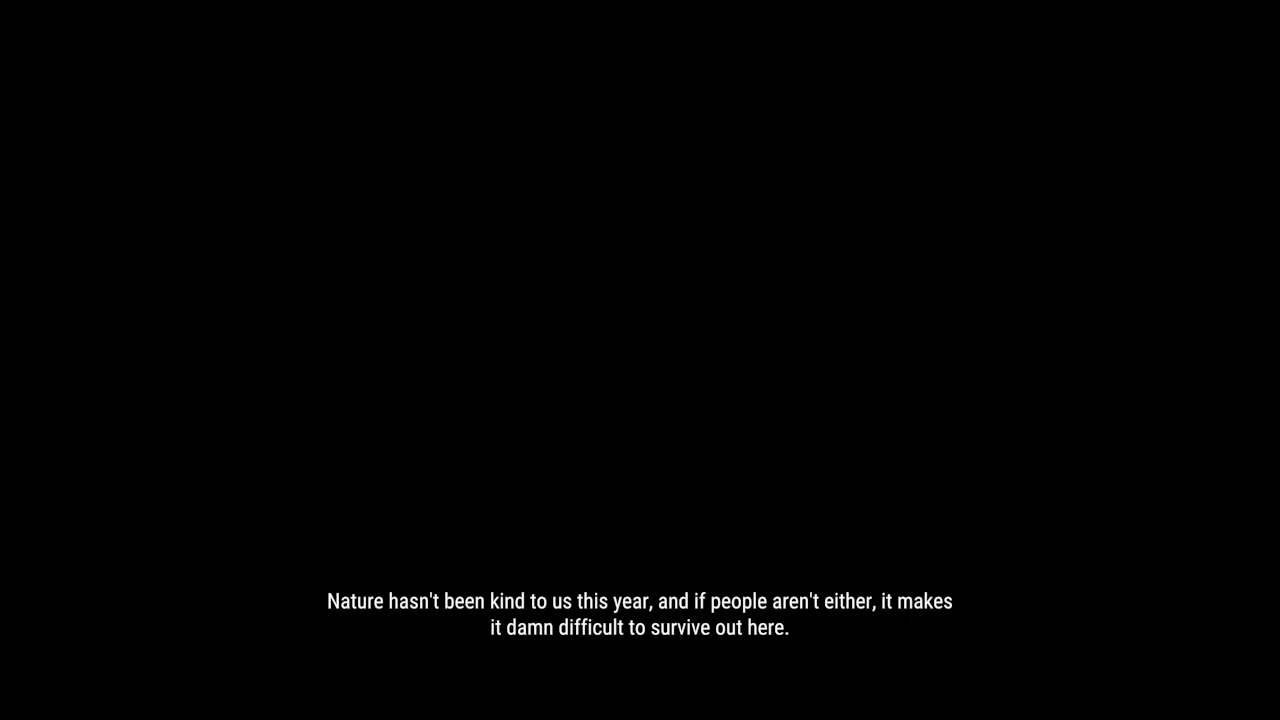 Nature hasn't been kind to us this year, and if people aren't either, it makes
it damn difficult to survive out here.